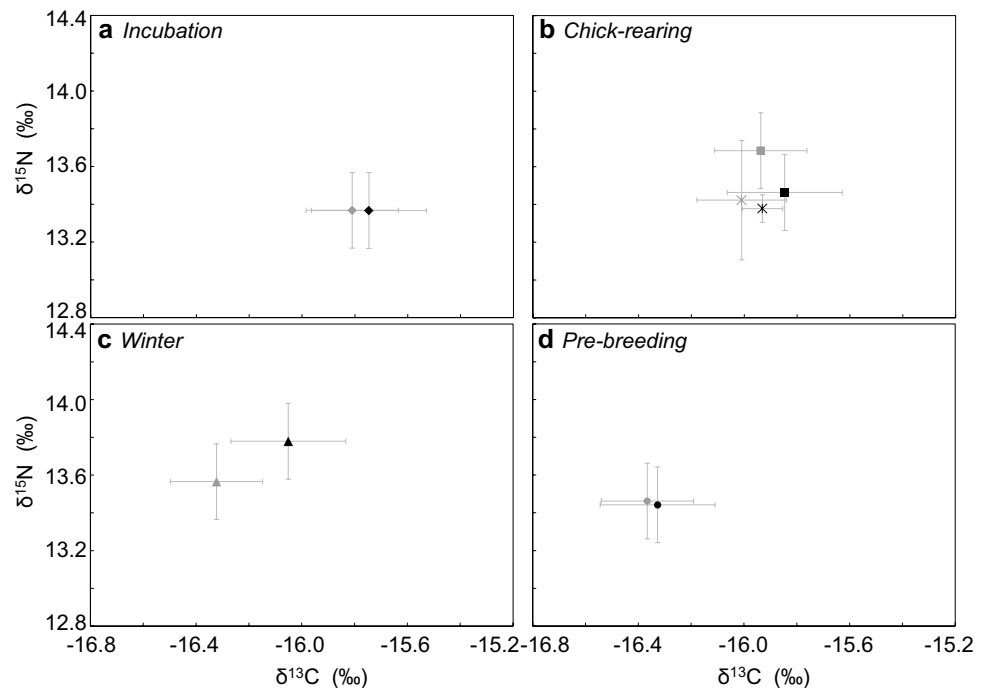 a Incubation
b Chick-rearing
14.4
14.0
13.6
13.2
12.8
δ¹⁵N (‰)
c Winter
d Pre-breeding
14.4
14.0
13.6
13.2
12.8
δ¹⁵N (‰)
-16.8 -16.4 -16.0 -15.6 -15.2 -16.8 -16.4 -16.0 -15.6 -15.2
δ¹³C (‰) δ¹³C (‰)